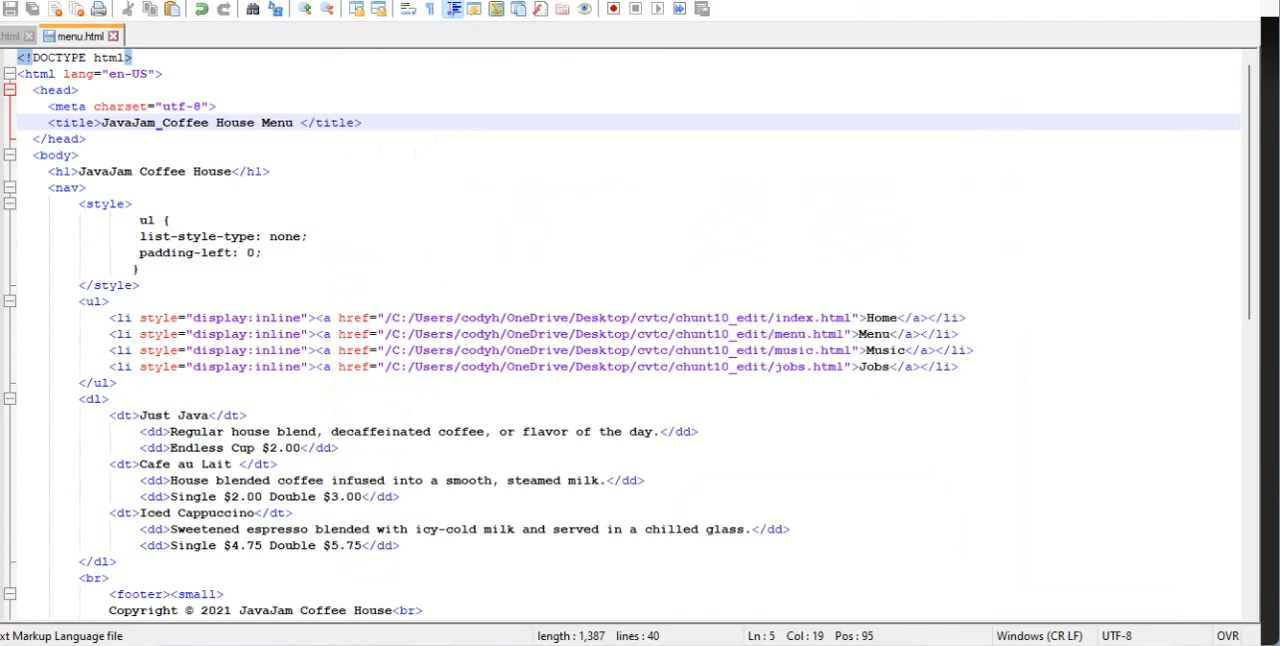 .html
menu.html
<!DOCTYPE html>
<html lang="en-US">
<head>
<meta charset="utf-8">
<title>JavaJam Coffee House Menu </title>
</head>
<body>
<h1>JavaJam Coffee House</h1>
<nav>
<style>
ul {
list-style-type: none;
padding-left: 0;
}
</style>
<ul>
<li style="display:inline"><a href="/C:/Users/codyh/OneDrive/Desktop/cvtc/chunt10_edit/index.html">Home</a></li>
<li style="display:inline"><a href="/C:/Users/codyh/OneDrive/Desktop/cvtc/chunt10_edit/menu.html">Menu</a></li>
<li style="display:inline"><a href="/C:/Users/codyh/OneDrive/Desktop/cvtc/chunt10_edit/music.html">Music</a></li>
<li style="display:inline"><a href="/C:/Users/codyh/OneDrive/Desktop/cvtc/chunt10_edit/jobs.html">Jobs</a></li>
</ul>
<dl>
<dt>Just Java</dt>
<dd>Regular house blend, decaffeinated coffee, or flavor of the day.</dd>
<dd>Endless Cup $2.00</dd>
<dt>Cafe au Lait </dt>
<dd>House blended coffee infused into a smooth, steamed milk.</dd>
<dd>Single $2.00 Double $3.00</dd>
<dt>Iced Cappuccino</dt>
<dd>Sweetened espresso blended with icy-cold milk and served in a chilled glass.</dd>
<dd>Single $4.75 Double $5.75</dd>
</dl>
<br>
<footer><small>
Copyright © 2021 JavaJam Coffee House<br>
xt Markup Language file length : 1,387 lines : 40 Ln : 5 Col : 19 Pos : 95 Windows (CR LF) UTF-8 OVR